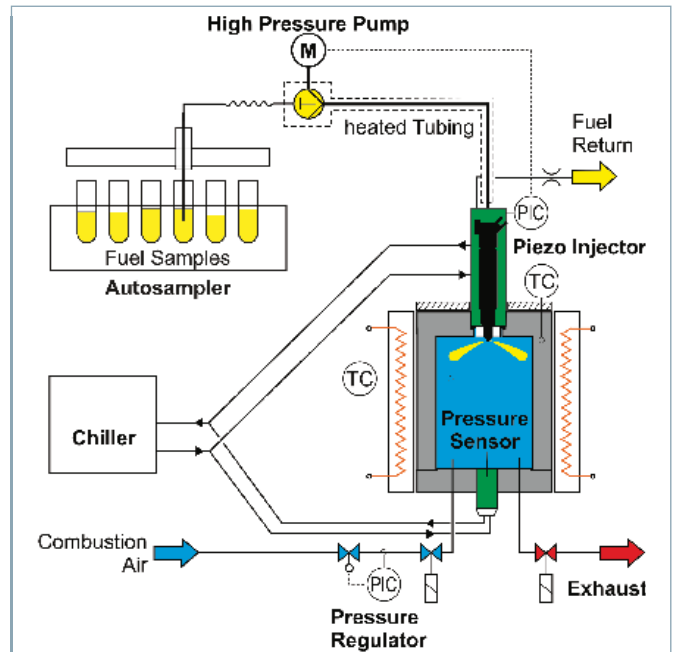 High Pressure Pump
M
heated Tubing
Fuel
Return
PIC
Piezo Injector
Fuel Samples
Autosampler
TC
TC
Chiller
Pressure
Sensor
Combustion
Air
PIC
Pressure
Regulator
Exhaust